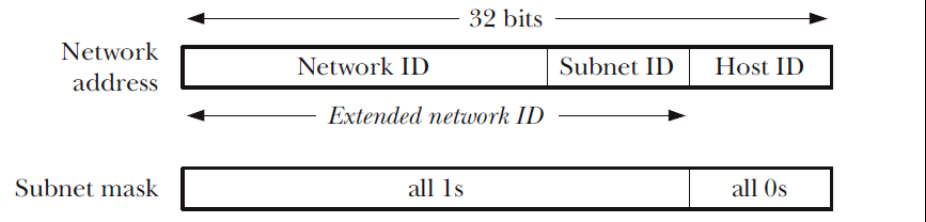 32 bits
Network address
Network ID Subnet ID Host ID
Extended network ID
Subnet mask all 1s all 0s